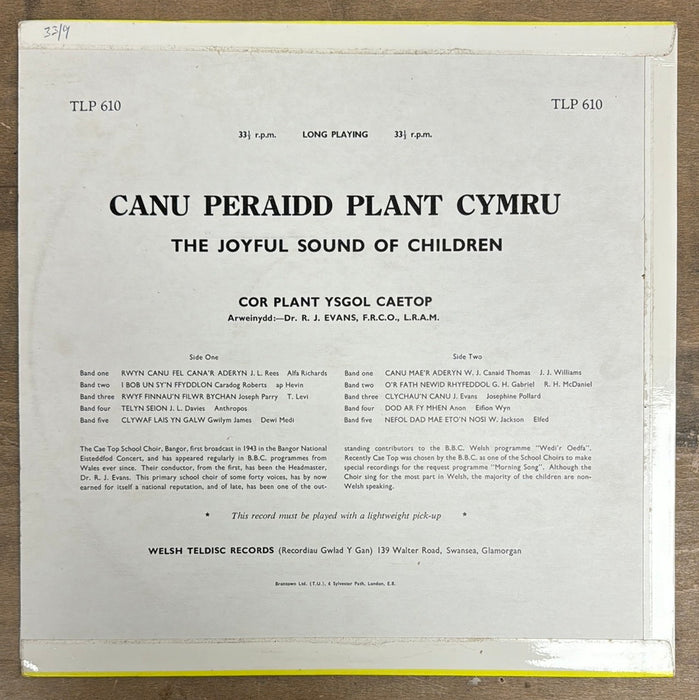 33/9
TLP 610 TLP 610
33⅓ r.p.m. LONG PLAYING 33⅓ r.p.m.
CANU PERAIDD PLANT CYMRU
THE JOYFUL SOUND OF CHILDREN
COR PLANT YSGOL CAETOP
Arweinydd:—Dr. R. J. EVANS, F.R.C.O., L.R.A.M.
Side One
Band one RWYN CANU FEL CANA'R ADERYN J. L. Rees Alfa Richards
Band two I BOB UN SY'N FFYDDLON Caradog Roberts ap Hevin
Band three RWYF FINNAU'N FILWR BYCHAN Joseph Parry T. Levi
Band four TELYN SEION J. L. Davies Anthropos
Band five CLYWAF LAIS YN GALW Gwilym James Dewi Medi
Side Two
Band one CANU MAE'R ADERYN W. J. Canaid Thomas J. J. Williams
Band two O'R FATH NEWID RHYFEDDOL G. H. Gabriel R. H. McDaniel
Band three CLYCHAU'N CANU J. Evans Josephine Pollard
Band four DOD AR FY MHEN Anon Eifion Wyn
Band five NEFOL DAD MAE ETO'N NOSI W. Jackson Elfed
The Cae Top School Choir, Bangor, first broadcast in 1943 in the Bangor National
Eisteddfod Concert, and has appeared regularly in B.B.C. programmes from
Wales ever since. Their conductor, from the first, has been the Headmaster,
Dr. R. J. Evans. This primary school choir of some forty voices, has by now
earned for itself a national reputation, and of late, has been one of the out-
standing contributors to the B.B.C. Welsh programme "Wedi'r Oedfa".
Recently Cae Top was chosen by the B.B.C. as one of the School Choirs to make
special recordings for the request programme "Morning Song". Although the
Choir sing for the most part in Welsh, the majority of the children are non-
Welsh speaking.
* This record must be played with a lightweight pick-up *
WELSH TELDISC RECORDS (Recordiau Gwlad Y Gan) 139 Walter Road, Swansea, Glamorgan
Ltd. (T.U.), 6 Sylvester Path, London, E.8.